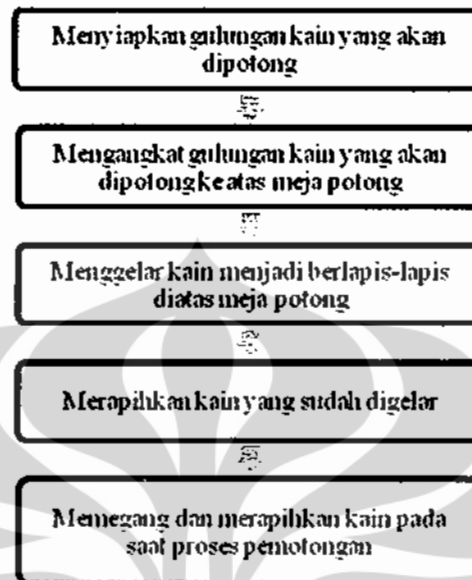 Menyiapkan gulungan kain yang akan
dipotong
Mengangkat gulungan kain yang akan
dipotong keatas meja potong
Menggelar kain menjadi berlapis-lapis
diatas meja potong
Merapihkan kain yang sudah digelar
Memegang dan merapihkan kain pada
saat proses pemotongan